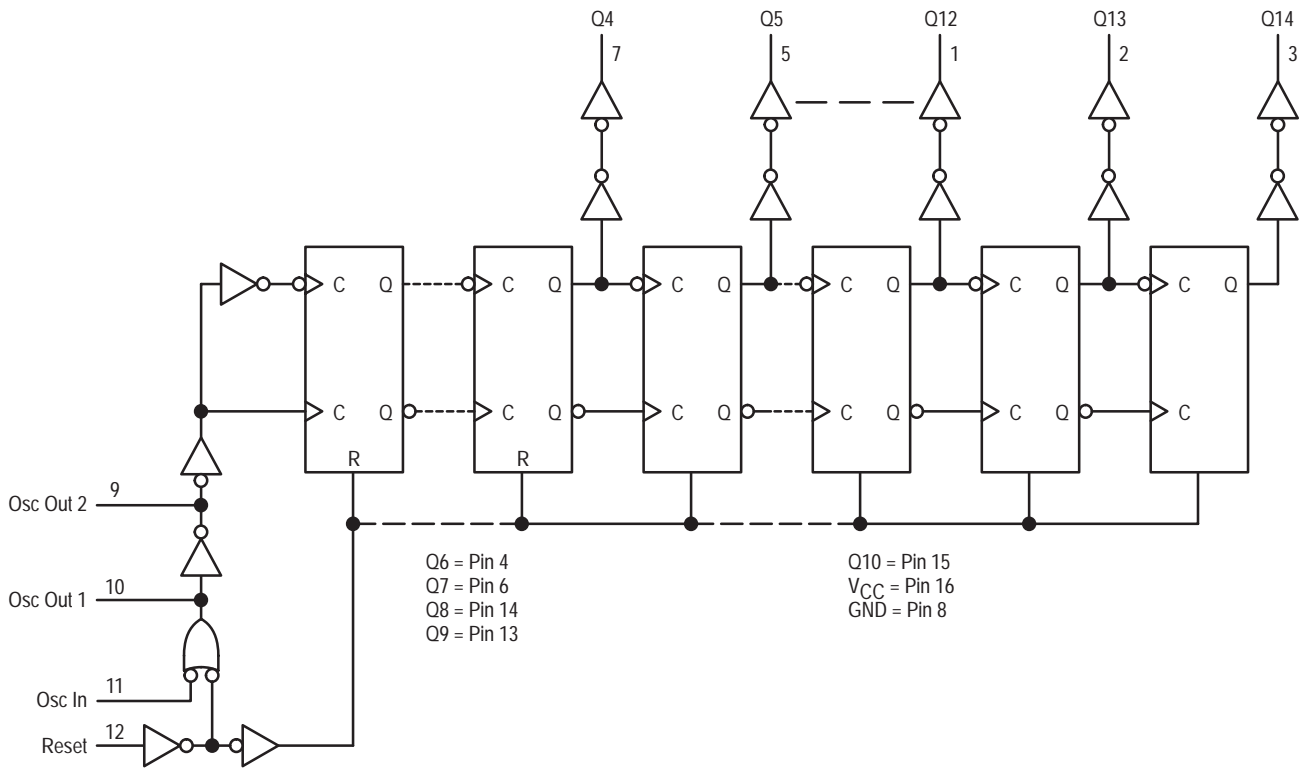 Q4 Q5 Q12 Q13 Q14
7 5 1 2 3
C Q C Q C Q C Q C Q C Q
C Q C Q C Q C Q C Q C
R R
Osc Out 2 9
Q6 = Pin 4
Q7 = Pin 6
Q8 = Pin 14
Q9 = Pin 13
Q10 = Pin 15
VCC = Pin 16
GND = Pin 8
Osc Out 1 10
Osc In 11
Reset 12